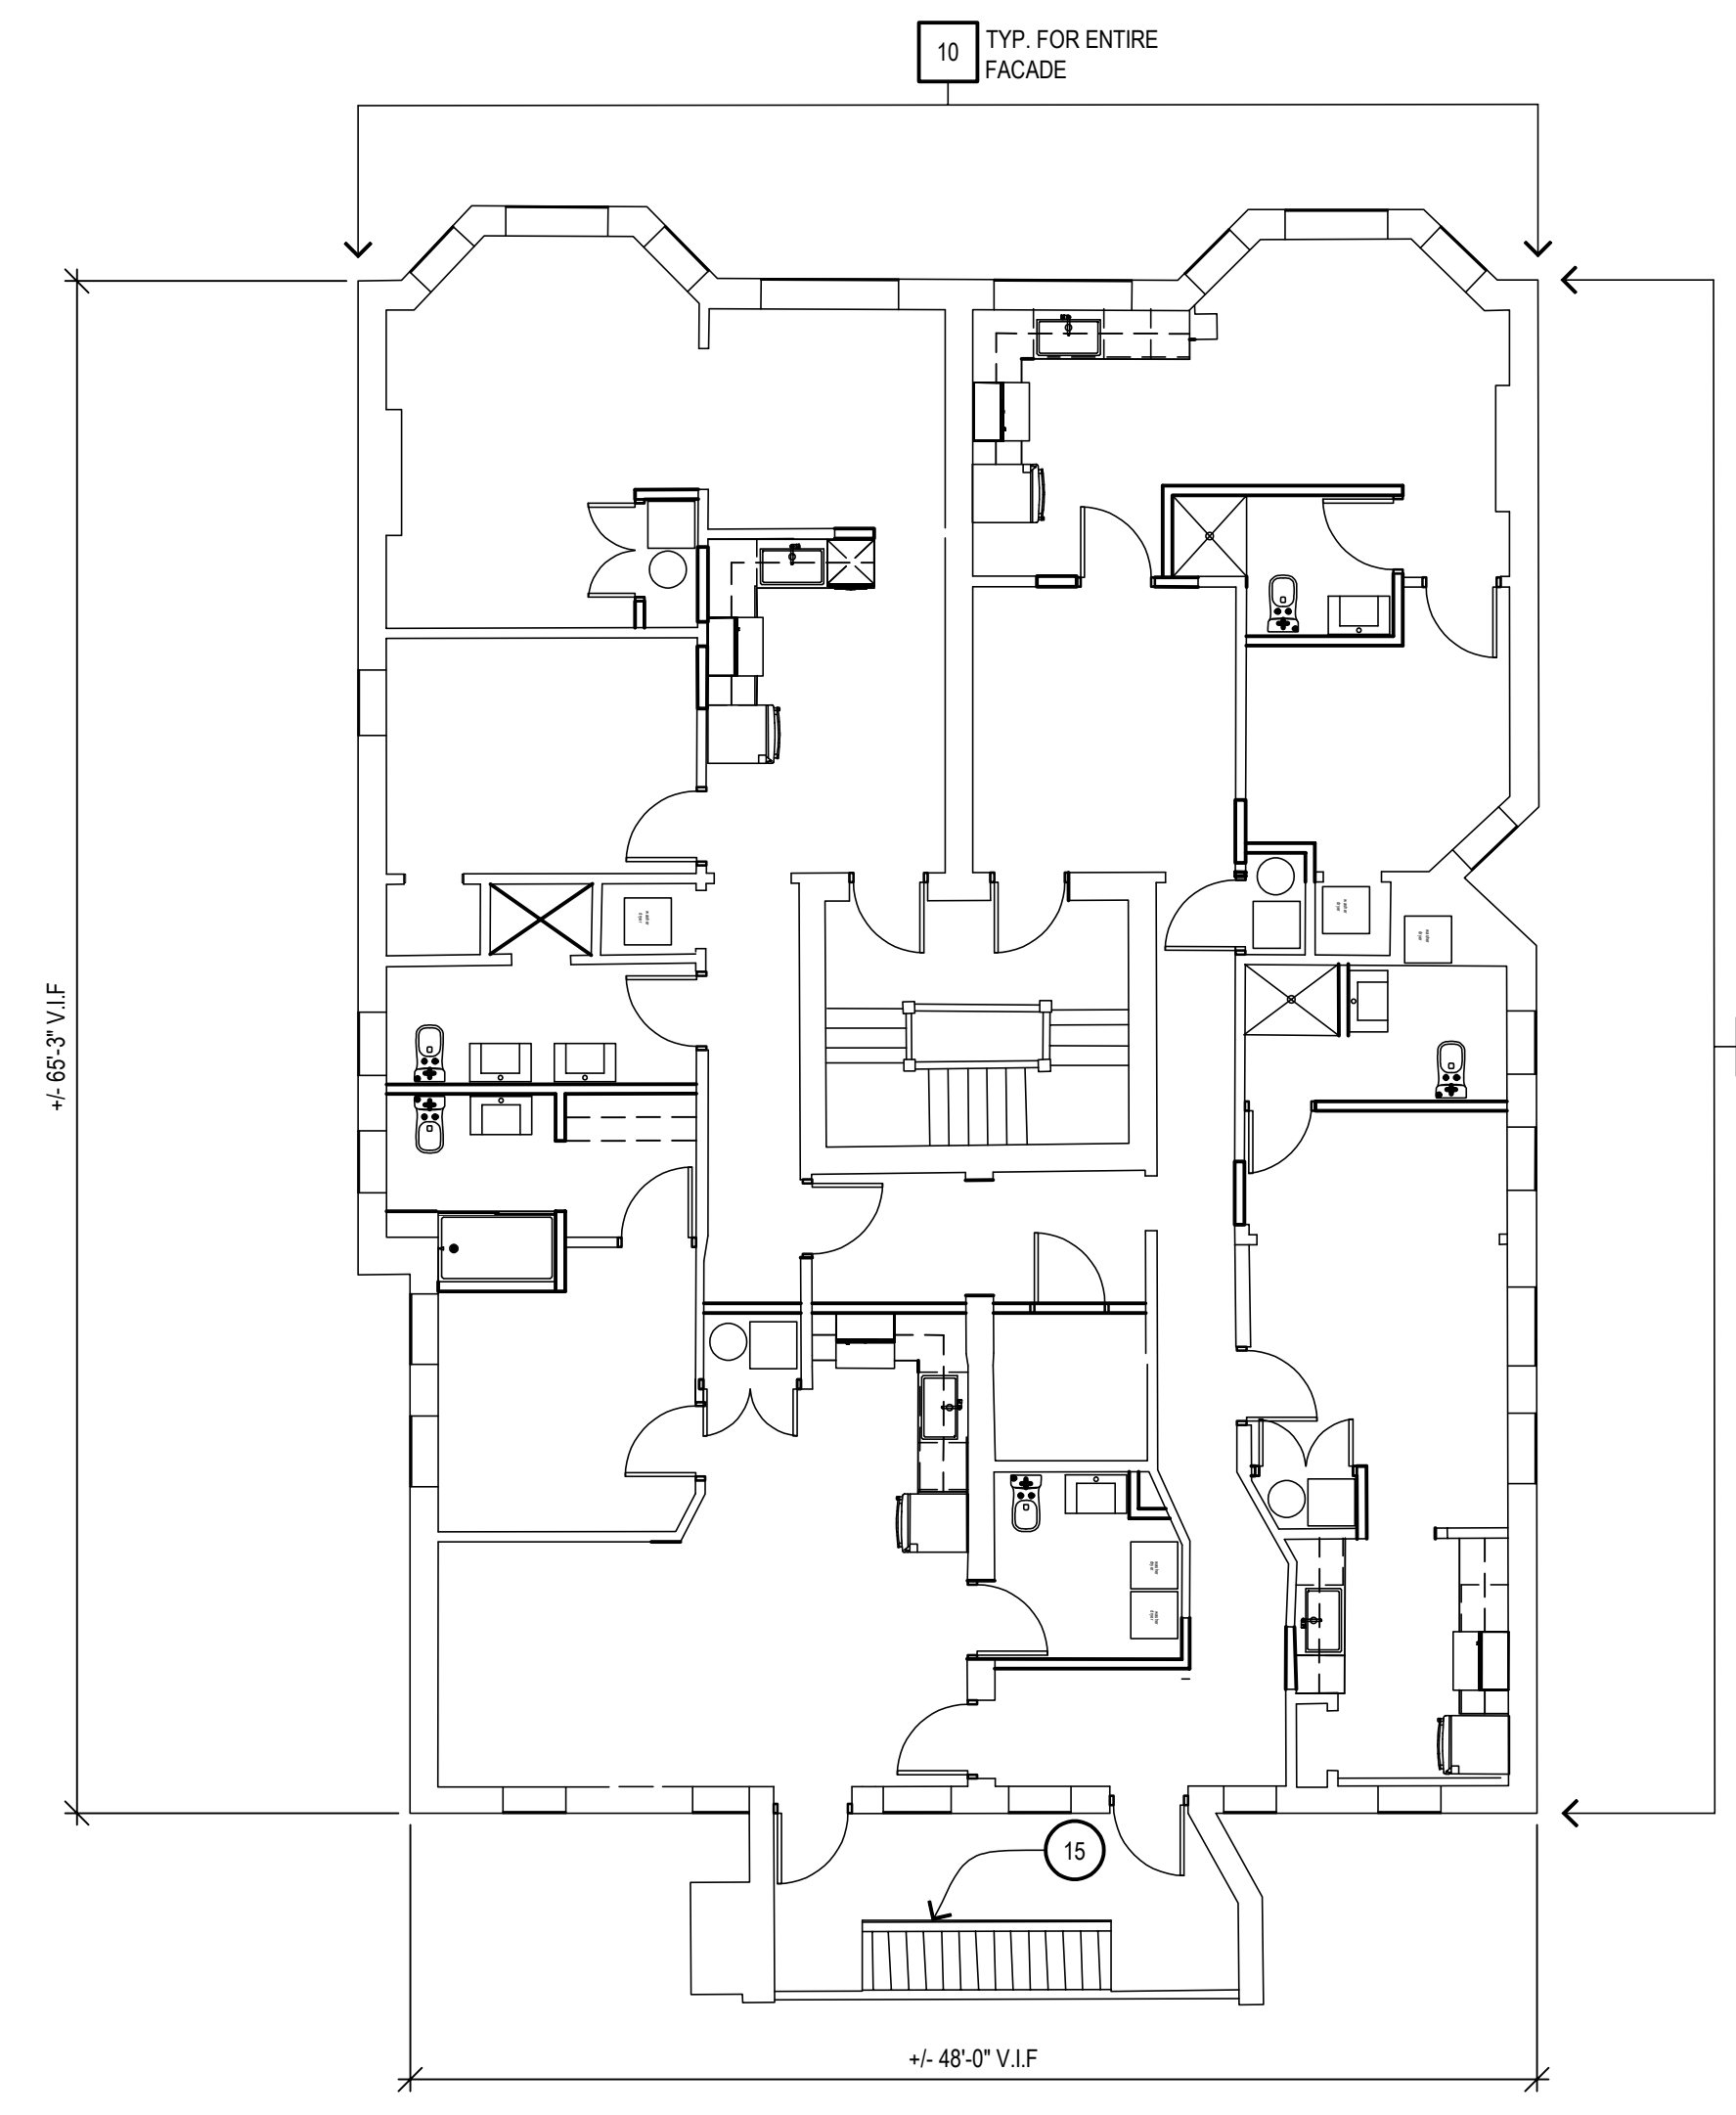 10
TYP. FOR ENTIRE
FACADE
+/- 65'-3" V.I.F
15
+/- 48'-0" V.I.F